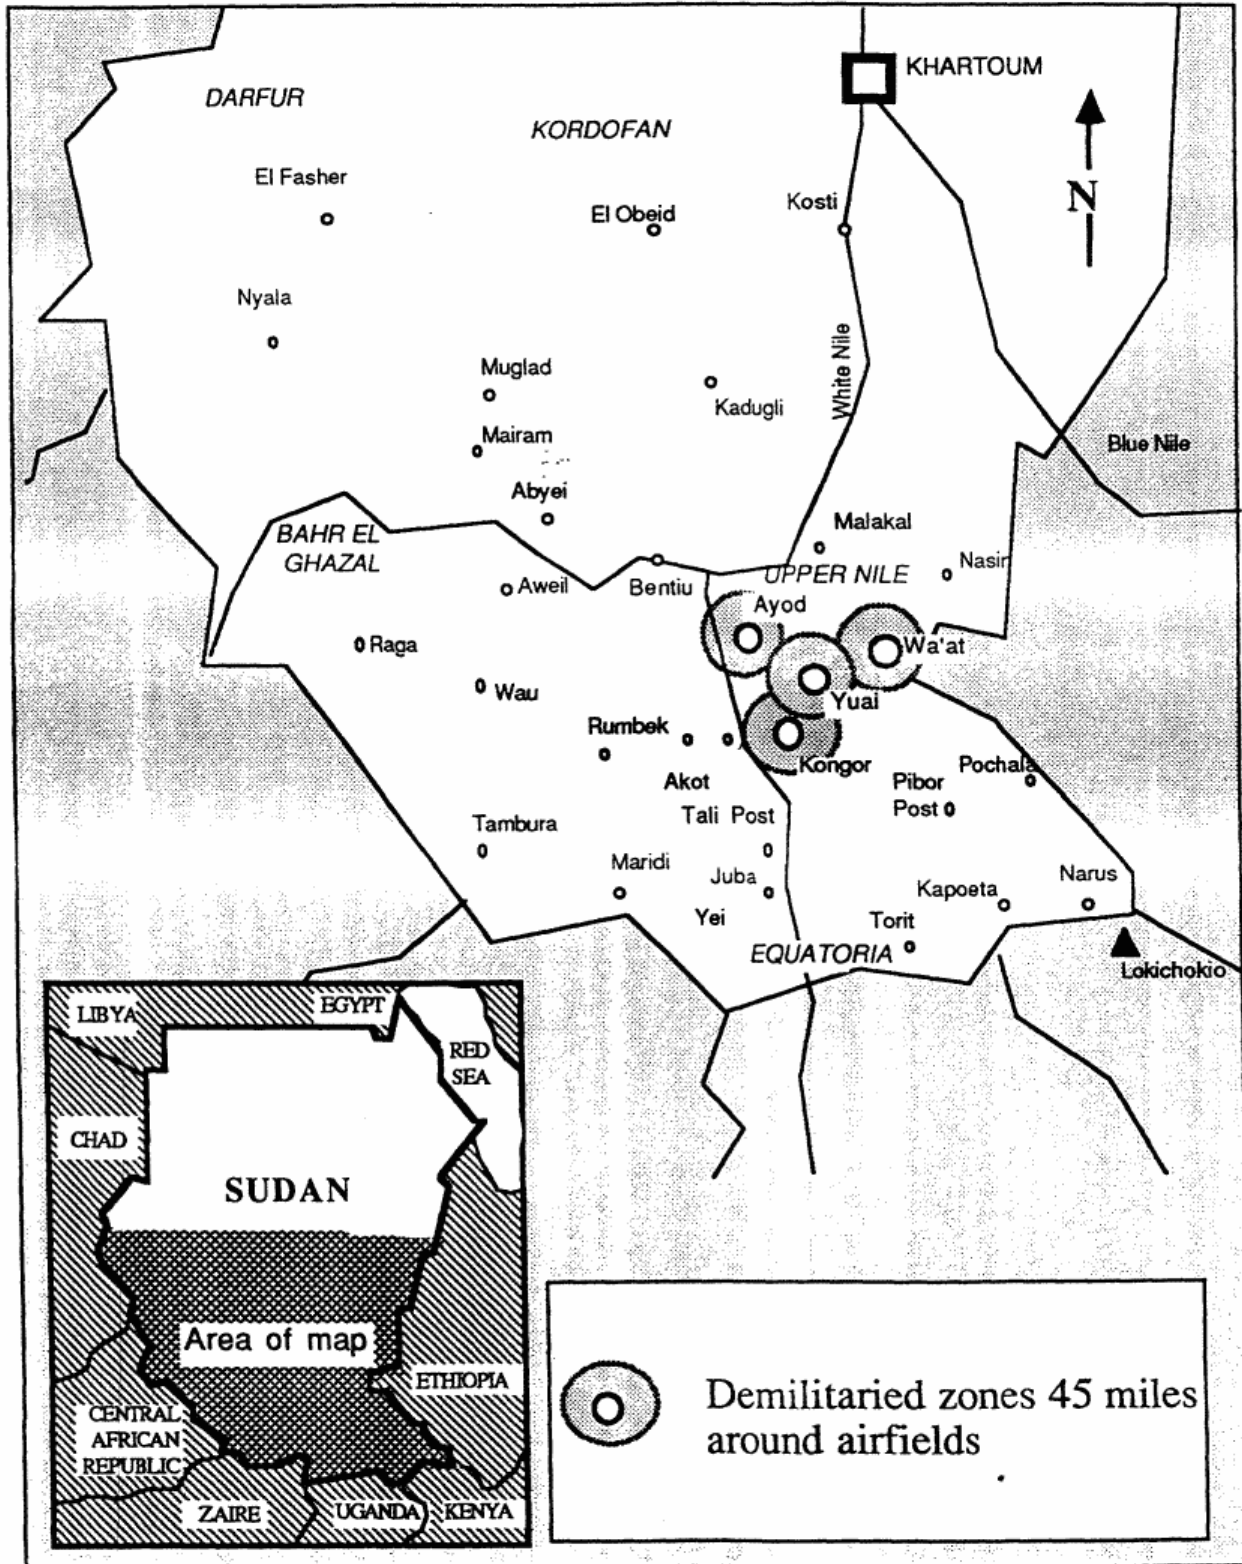 KHARTOUM
DARFUR
KORDOFAN
El Fasher
El Obeid
Kosti
N
Nyala
White Nile
Muglad
Kadugli
Mairam
Blue Nile
Abyei
Malakal
BAHR EL
GHAZAL
Nasir
UPPER NILE
Aweil
Bentiu
Ayod
Raga
Wa'at
Wau
Yuai
Rumbek
Kongor
Pochala
Akot
Pibor
Post
Tali Post
Tambura
Maridi
Juba
Narus
Kapoeta
Yei
Torit
EQUATORIA
Lokichokio
LIBYA
EGYPT
RED
SEA
CHAD
SUDAN
Area of map
ETHIOPIA
CENTRAL
AFRICAN
REPUBLIC
ZAIRE
UGANDA
KENYA
Demilitaried zones 45 miles
around airfields